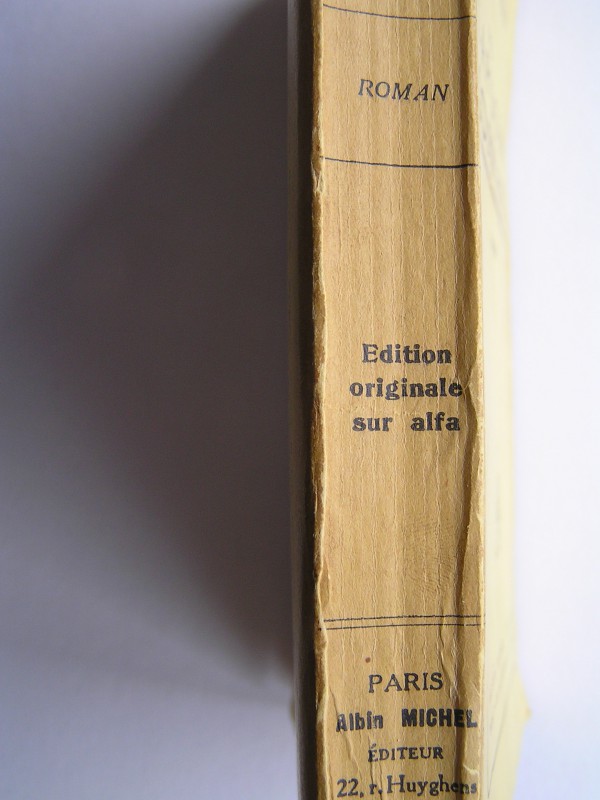 ROMAN
Edition
originale
sur alfa
PARIS
Albin MICHEL
ÉDITEUR
22, r. Huyghens